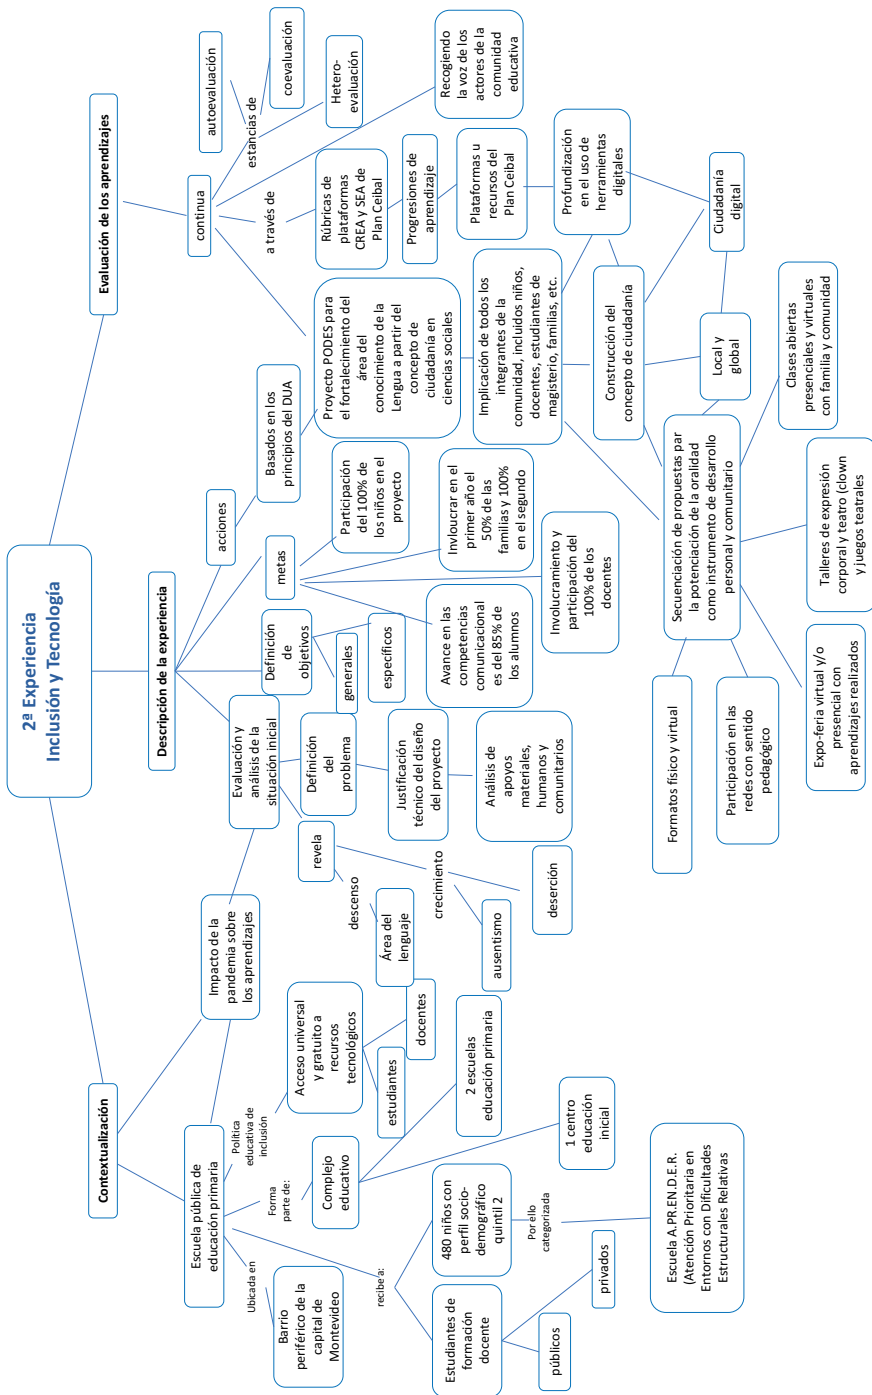 2ª Experiencia
Inclusión y Tecnología
Contextualización
Descripción de la experiencia
Evaluación de los aprendizajes
Escuela pública de
educación primaria
Impacto de la
pandemia sobre
los aprendizajes
Ubicada en
Barrio
periférico de la
capital de
Montevideo
Forma
parte de:
Complejo
educativo
2 escuelas
educación primaria
1 centro
educación
inicial
Política
educativa de
inclusión
Acceso universal
y gratuito a
recursos
tecnológicos
estudiantes
docentes
recibe a:
Estudiantes de
formación
docente
públicos
privados
480 niños con
perfil socio-
demográfico
quintil 2
Por ello
categorizada
Escuela A.PR.EN.D.E.R.
(Atención Prioritaria en
Entornos con Dificultades
Estructurales Relativas
Evaluación y
análisis de la
situación inicial
revela
descenso
Área del
lenguaje
crecimiento
ausentismo
deserción
Definición
del
problema
Justificación
técnico del diseño
del proyecto
Análisis de
apoyos
materiales,
humanos y
comunitarios
Definición
de
objetivos
generales
específicos
metas
Avance en las
competencias
comunicacional
es del 85% de
los alumnos
Involucramiento y
participación del
100% de los
docentes
Invloucrar en el
primer año el
50% de las
familias y 100%
en el segundo
Participación
del 100% de
los niños en el
proyecto
acciones
Basados en los
principios del DUA
Proyecto PODES para
el fortalecimiento del
área del
conocimiento de la
Lengua a partir del
concepto de
ciudadanía en
ciencias sociales
Implicación de todos los
integrantes de la
comunidad, incluidos niños,
docentes, estudiantes de
magisterio, familias, etc.
Construcción del
concepto de ciudadanía
Local y
global
Ciudadanía
digital
Secuenciación de propuestas par
la potenciación de la oralidad
como instrumento de desarrollo
personal y comunitario
Formatos físico y virtual
Participación en las
redes con sentido
pedagógico
Expo-feria virtual y/o
presencial con
aprendizajes realizados
Talleres de expresión
corporal y teatro (clown
y juegos teatrales
Clases abiertas
presenciales y virtuales
con familia y comunidad
continua
a través de
Rúbricas de
plataformas
CREA y SEA de
Plan Ceibal
Progresiones de
aprendizaje
Plataformas u
recursos del
Plan Ceibal
Profundización
en el uso de
herramientas
digitales
estancias de
autoevaluación
coevaluación
Hetero-
evaluación
Recogiendo
la voz de los
actores de la
comunidad
educativa